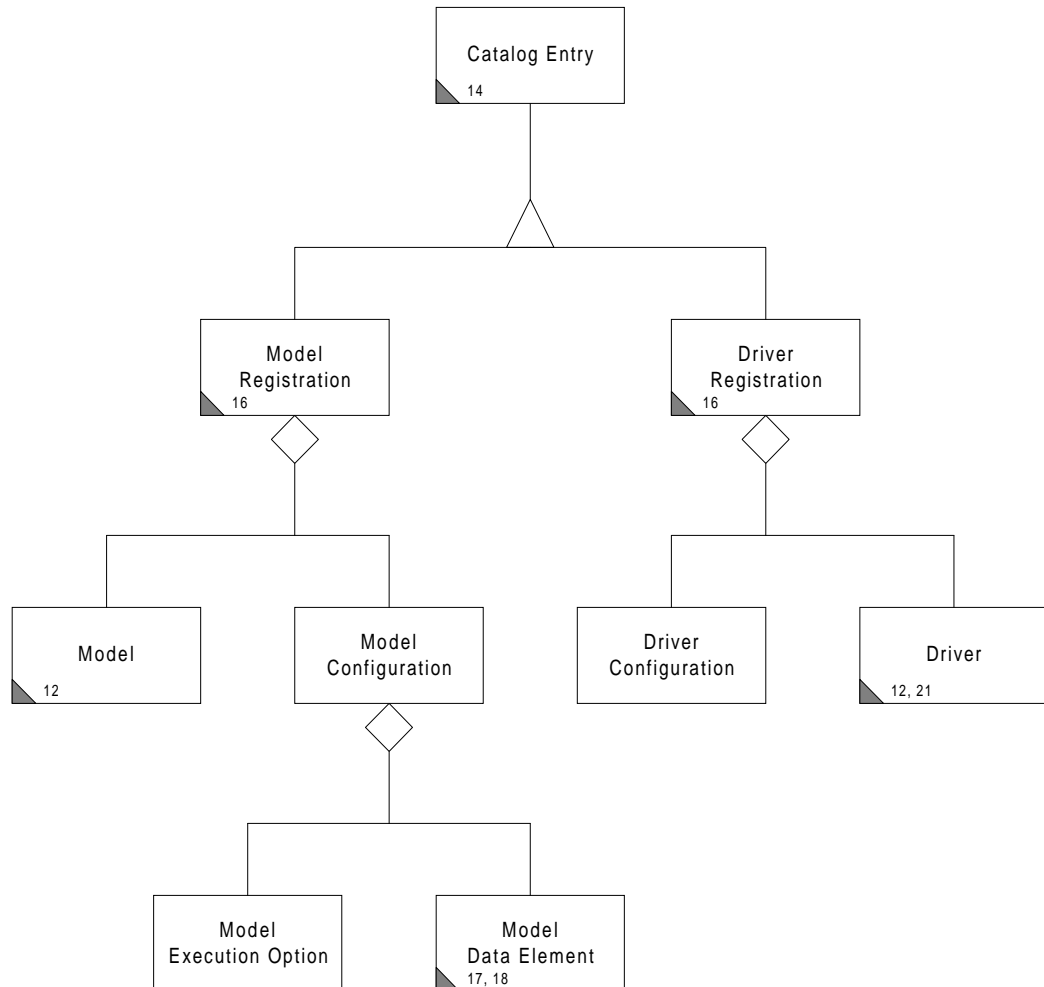 Catalog Entry
14
Model
Registration
16
Driver
Registration
16
Model
12
Model
Configuration
Driver
Configuration
Driver
12, 21
Model
Execution Option
Model
Data Element
17, 18